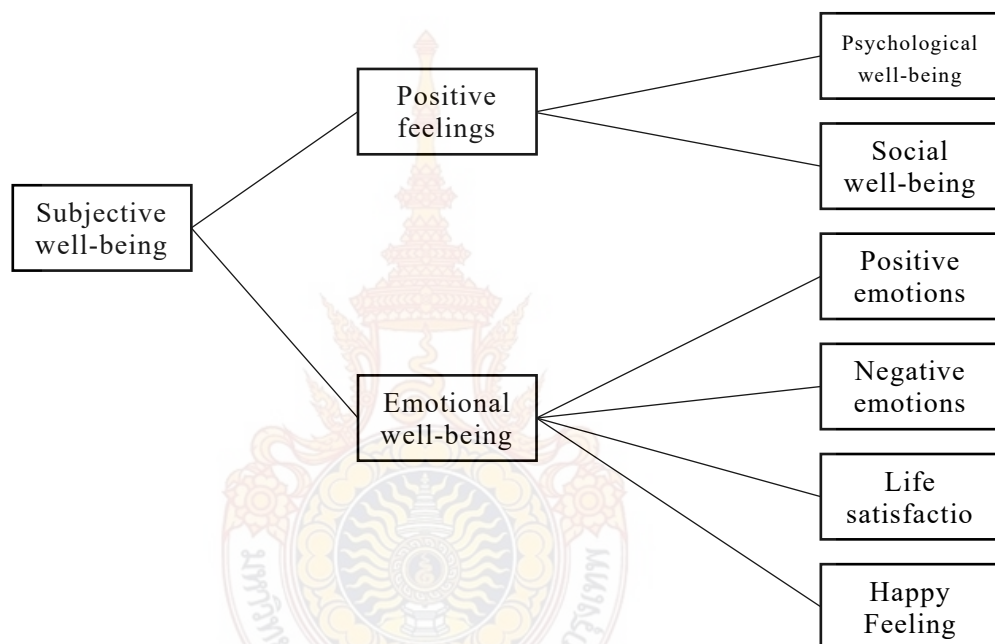 Psychological
well-being
Positive
feelings
Social
well-being
Subjective
well-being
Positive
emotions
Emotional
well-being
Negative
emotions
Life
satisfactio
Happy
Feeling